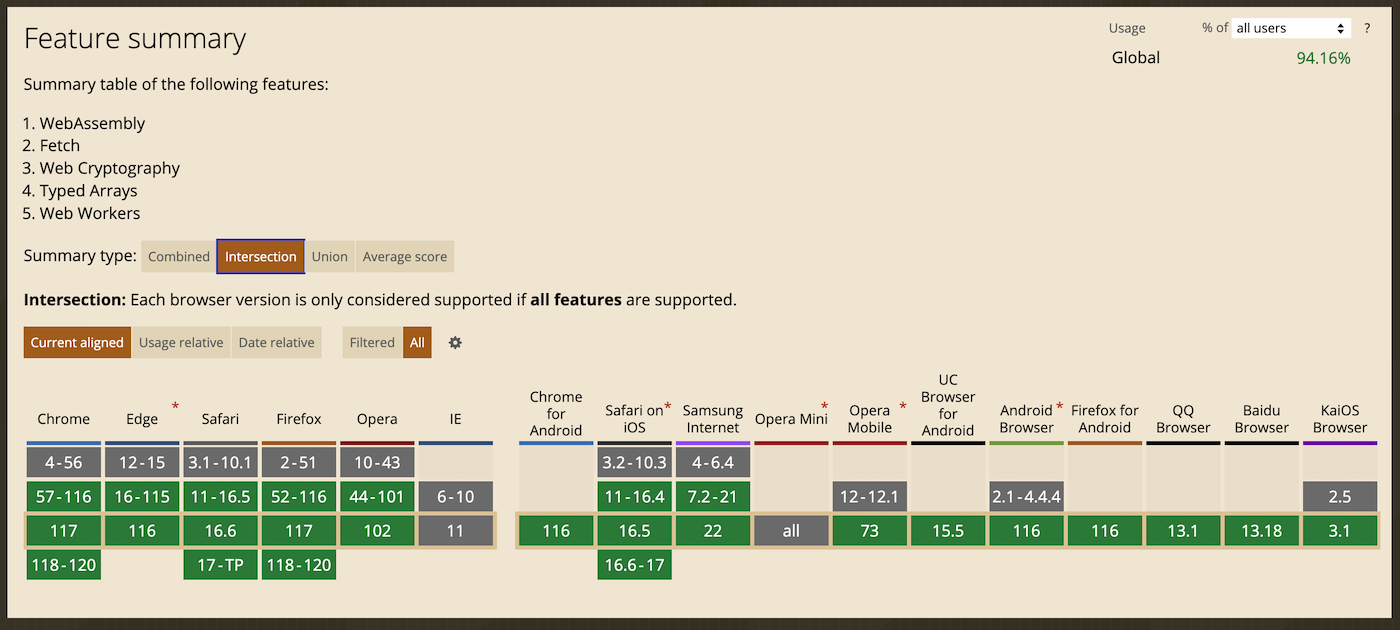 Feature summary
Usage % of all users ?
Global 94.16%
Summary table of the following features:
1. WebAssembly
2. Fetch
3. Web Cryptography
4. Typed Arrays
5. Web Workers
Summary type: Combined Intersection Union Average score
Intersection: Each browser version is only considered supported if all features are supported.
Current aligned Usage relative Date relative Filtered All
Chrome Edge * Safari Firefox Opera IE Chrome for Android Safari on iOS * Samsung Internet Opera Mini * Opera Mobile * UC Browser for Android Android Browser * Firefox for Android QQ Browser Baidu Browser KaiOS Browser
4-56 12-15 3.1-10.1 2-51 10-43 3.2-10.3 4-6.4
57-116 16-115 11-16.5 52-116 44-101 6-10 11-16.4 7.2-21 12-12.1 2.1-4.4.4 2.5
117 116 16.6 117 102 11 116 16.5 22 all 73 15.5 116 116 13.1 13.18 3.1
118-120 17-TP 118-120 16.6-17